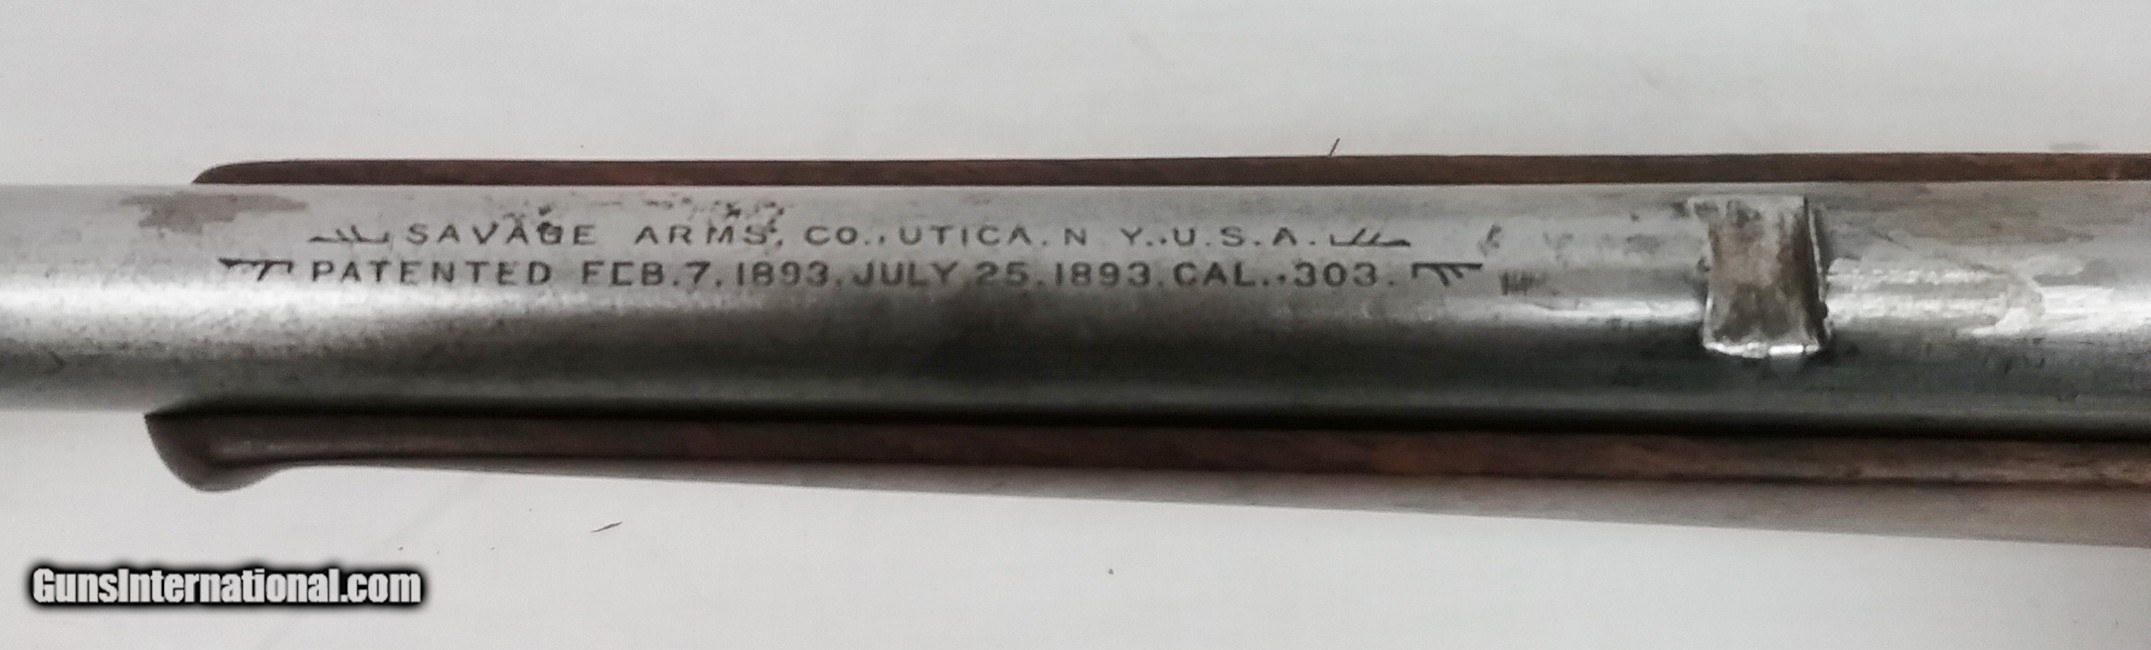 SAVAGE ARMS, CO., UTICA. N Y., U.S.A.
PATENTED FEB.7.1893.JULY 25.1893.CAL..303.
GunsInternational.com